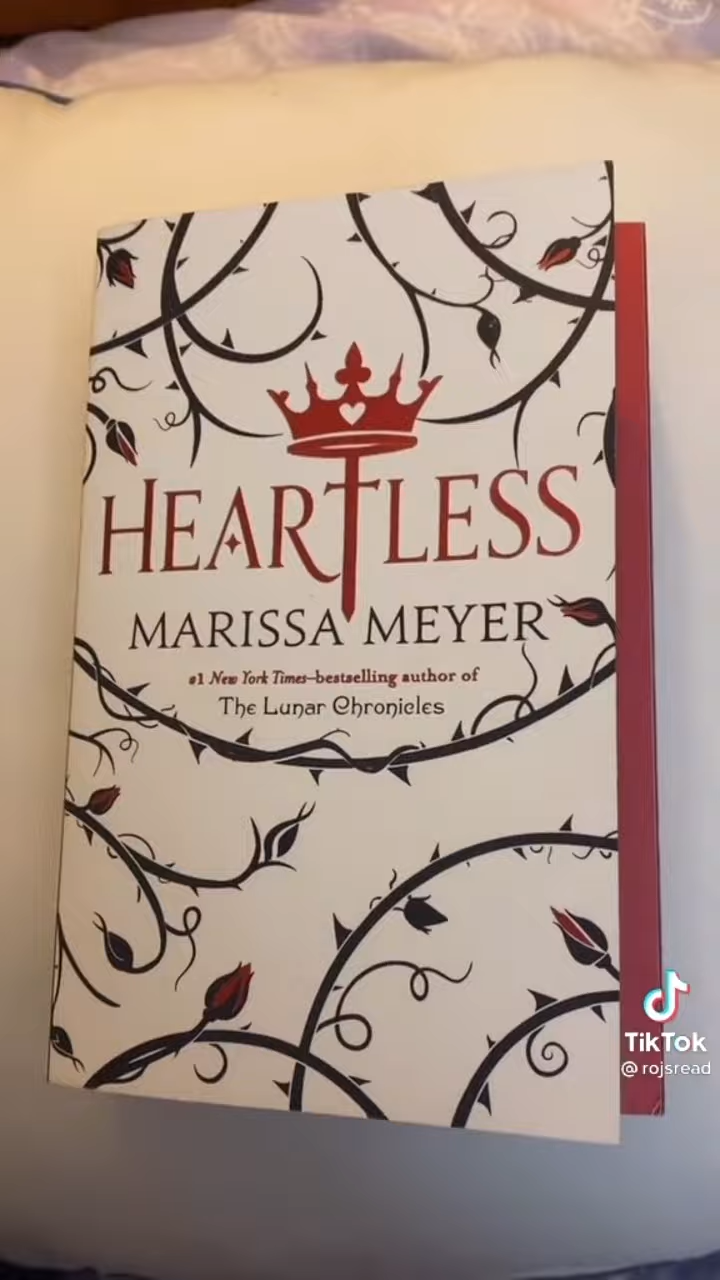 HEARTLESS
MARISSA MEYER
#1 New York Times–bestselling author of
The Lunar Chronicles
TikTok
@rojsread